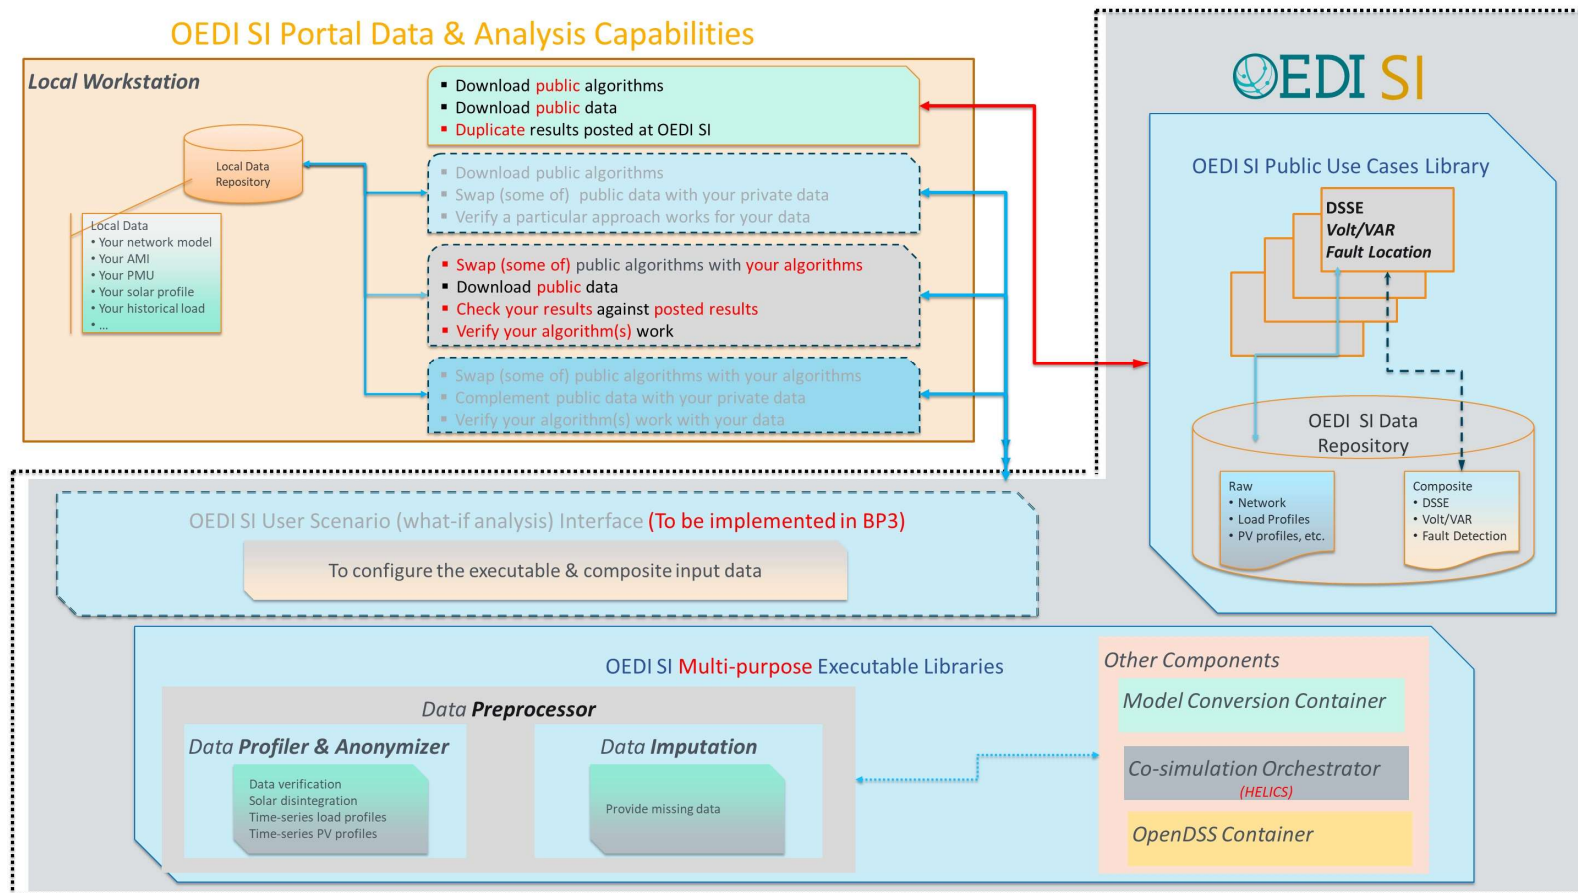 OEDI SI Portal Data & Analysis Capabilities
Local Workstation
Local Data
Repository
Local Data
• Your network model
• Your AMI
• Your PMU
• Your solar profile
• Your historical load
• ...
▪ Download public algorithms
▪ Download public data
▪ Duplicate results posted at OEDI SI
▪ Download public algorithms
▪ Swap (some of) public data with your private data
▪ Verify a particular approach works for your data
▪ Swap (some of) public algorithms with your algorithms
▪ Download public data
▪ Check your results against posted results
▪ Verify your algorithm(s) work
▪ Swap (some of) public algorithms with your algorithms
▪ Complement public data with your private data
▪ Verify your algorithm(s) work with your data
OEDI SI
OEDI SI Public Use Cases Library
DSSE
Volt/VAR
Fault Location
OEDI SI Data
Repository
Raw
• Network
• Load Profiles
• PV profiles, etc.
Composite
• DSSE
• Volt/VAR
• Fault Detection
OEDI SI User Scenario (what-if analysis) Interface (To be implemented in BP3)
To configure the executable & composite input data
OEDI SI Multi-purpose Executable Libraries
Data Preprocessor
Data Profiler & Anonymizer
Data verification
Solar disintegration
Time-series load profiles
Time-series PV profiles
Data Imputation
Provide missing data
Other Components
Model Conversion Container
Co-simulation Orchestrator
(HELICS)
OpenDSS Container